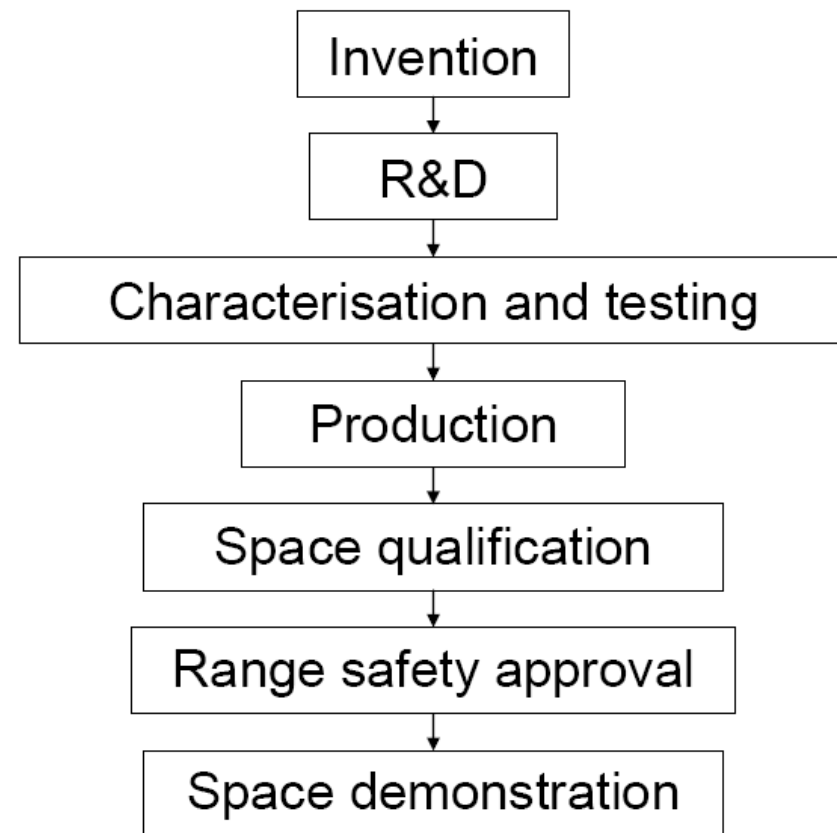 Invention
R&D
Characterisation and testing
Production
Space qualification
Range safety approval
Space demonstration